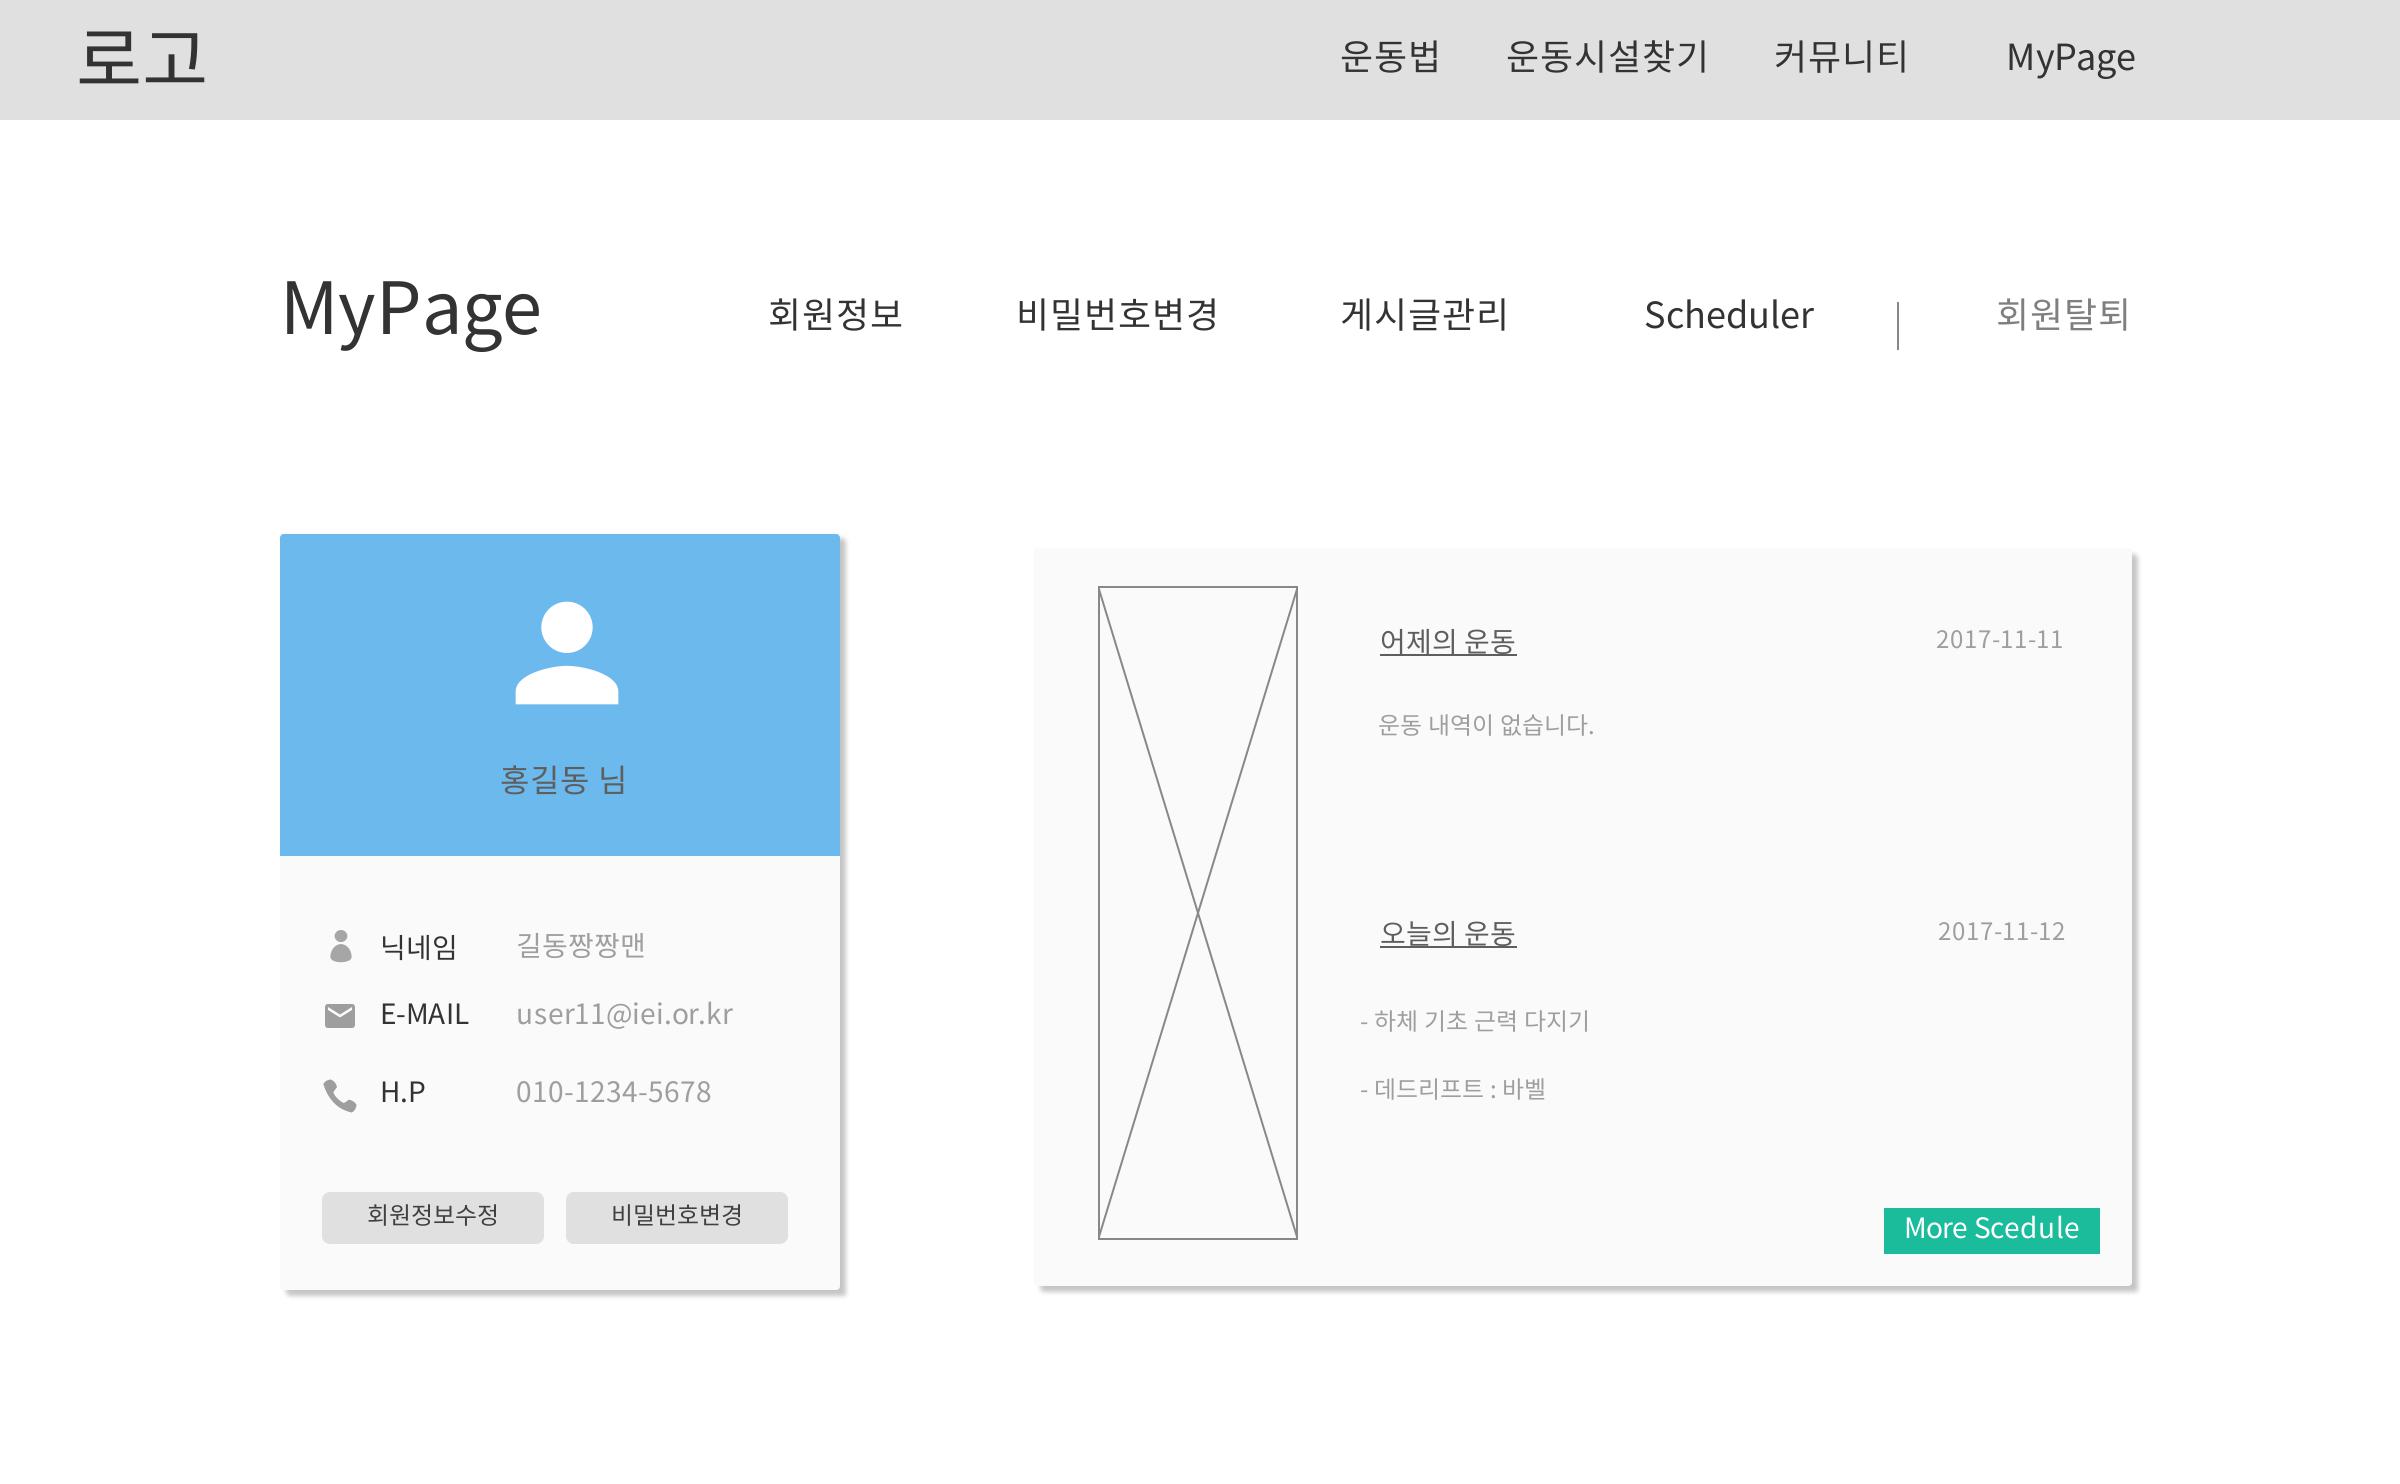 로고
운동법 운동시설찾기 커뮤니티 MyPage
MyPage 회원정보 비밀번호변경 게시글관리 Scheduler 회원탈퇴
홍길동 님
닉네임 길동짱짱맨
E-MAIL user11@iei.or.kr
H.P 010-1234-5678
회원정보수정 비밀번호변경
어제의 운동 2017-11-11
운동 내역이 없습니다.
오늘의 운동 2017-11-12
- 하체 기초 근력 다지기
- 데드리프트 : 바벨
More Scedule